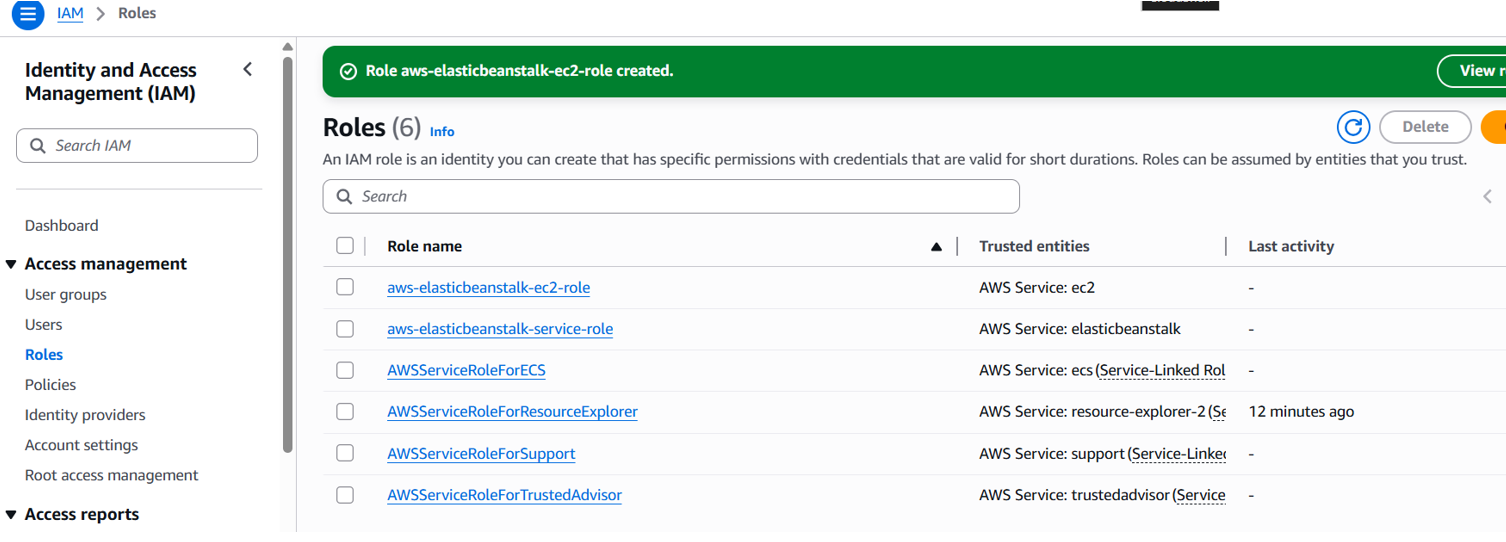 IAM > Roles
Identity and Access
Management (IAM)
Search IAM
Dashboard
Access management
User groups
Users
Roles
Policies
Identity providers
Account settings
Root access management
Access reports
Role aws-elasticbeanstalk-ec2-role created.
View r
Roles (6) Info
Delete
An IAM role is an identity you can create that has specific permissions with credentials that are valid for short durations. Roles can be assumed by entities that you trust.
Search
Role name Trusted entities Last activity
aws-elasticbeanstalk-ec2-role AWS Service: ec2 -
aws-elasticbeanstalk-service-role AWS Service: elasticbeanstalk -
AWSServiceRoleForECS AWS Service: ecs (Service-Linked Rol -
AWSServiceRoleForResourceExplorer AWS Service: resource-explorer-2 (Se 12 minutes ago
AWSServiceRoleForSupport AWS Service: support (Service-Linked -
AWSServiceRoleForTrustedAdvisor AWS Service: trustedadvisor (Service -